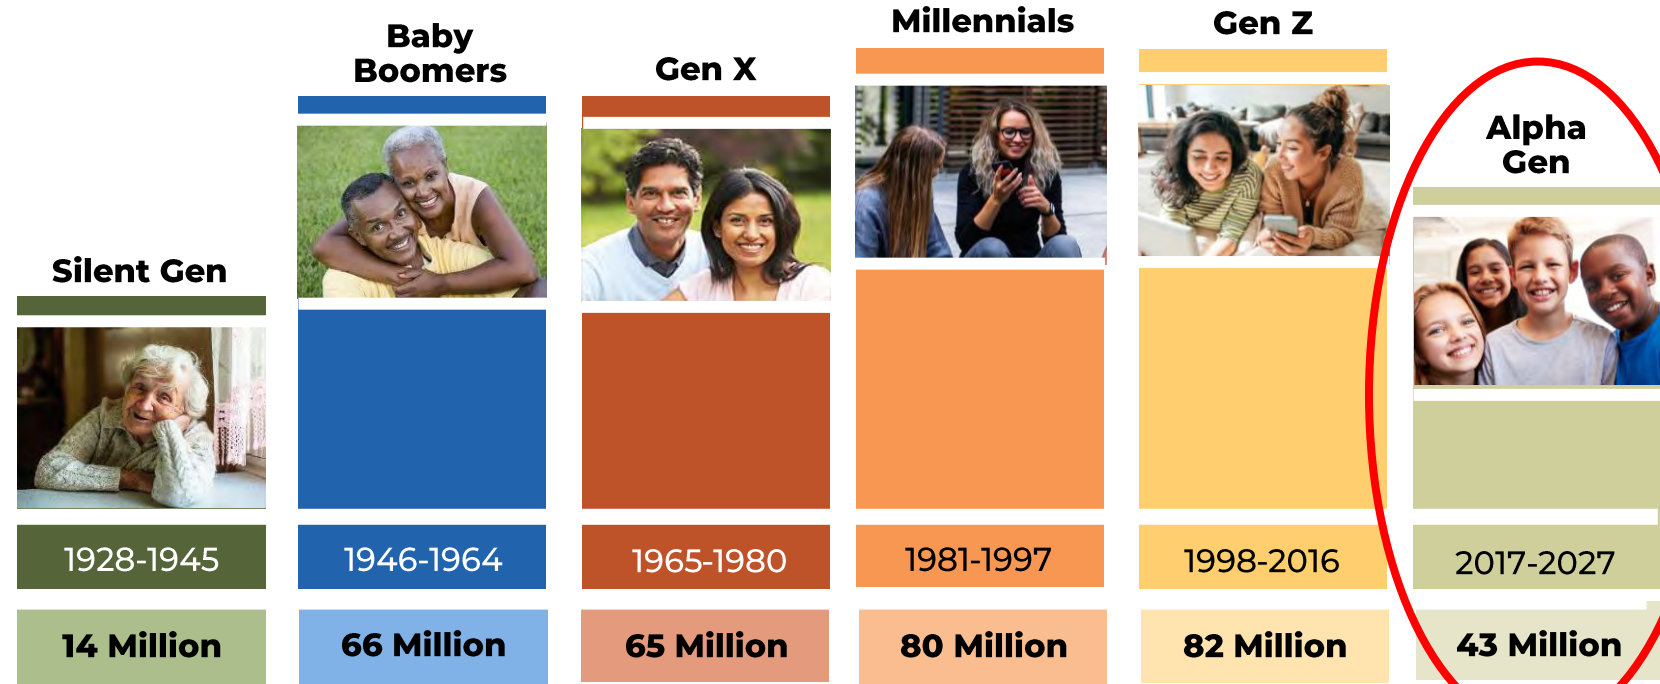 Silent Gen
1928-1945
14 Million
Baby
Boomers
1946-1964
66 Million
Gen X
1965-1980
65 Million
Millennials
1981-1997
80 Million
Gen Z
1998-2016
82 Million
Alpha
Gen
2017-2027
43 Million